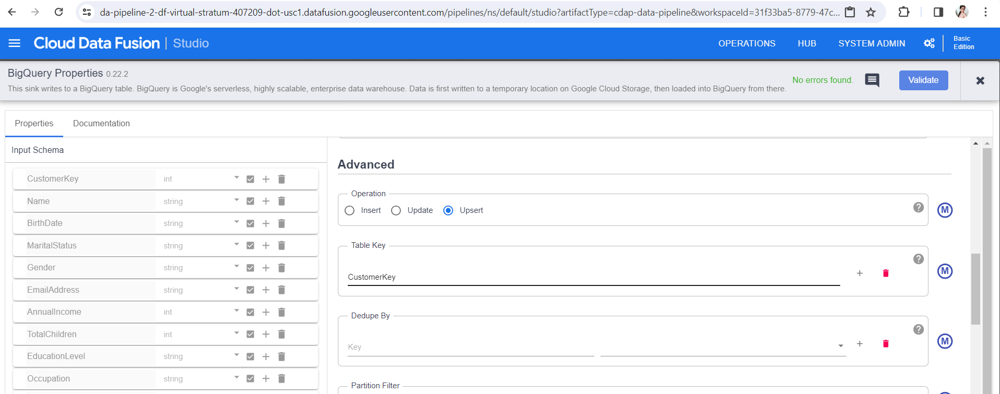 da-pipeline-2-df-virtual-stratum-407209-dot-usc1.datafusion.googleusercontent.com/pipelines/ns/default/studio?artifactType=cdap-data-pipeline&workspaceId=31f33ba5-8779-47c...
Cloud Data Fusion | Studio
OPERATIONS HUB SYSTEM ADMIN
Basic
Edition
BigQuery Properties 0.22.2
This sink writes to a BigQuery table. BigQuery is Google's serverless, highly scalable, enterprise data warehouse. Data is first written to a temporary location on Google Cloud Storage, then loaded into BigQuery from there.
No errors found.
Validate
Properties Documentation
Input Schema
CustomerKey int
Name string
BirthDate string
MaritalStatus string
Gender string
EmailAddress string
AnnualIncome int
TotalChildren int
EducationLevel string
Occupation string
Advanced
Operation
Insert Update Upsert
? M
Table Key
CustomerKey
? M
Dedupe By
Key
? M
Partition Filter